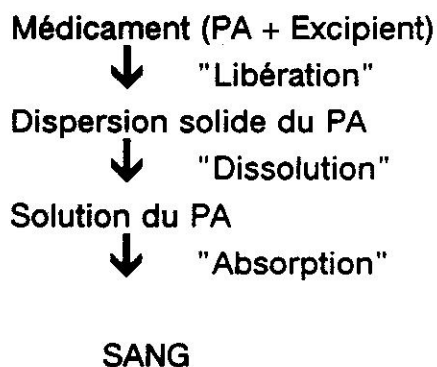 Médicament (PA + Excipient)
"Libération"
Dispersion solide du PA
"Dissolution"
Solution du PA
"Absorption"
SANG